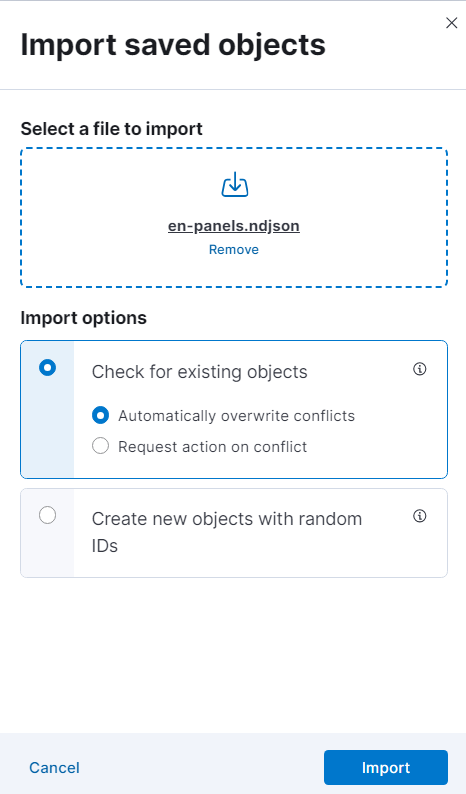 Import saved objects
Select a file to import
en-panels.ndjson
Remove
Import options
Check for existing objects
Automatically overwrite conflicts
Request action on conflict
Create new objects with random
IDs
Cancel
Import